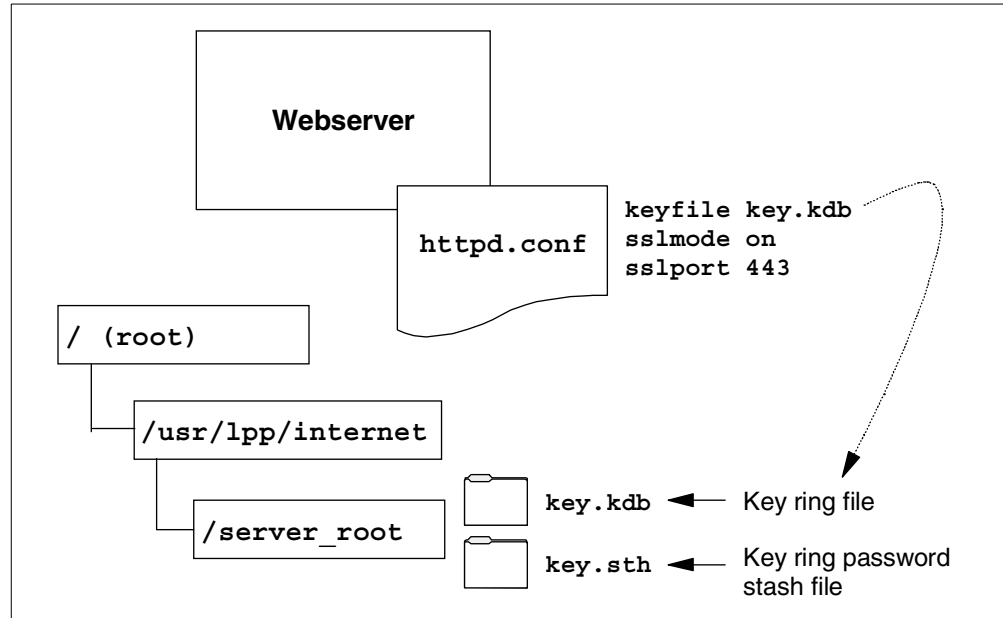 Webserver
httpd.conf
keyfile key.kdb
sslmode on
sslport 443
/ (root)
/usr/lpp/internet
/server_root
key.kdb
Key ring file
key.sth
Key ring password
stash file